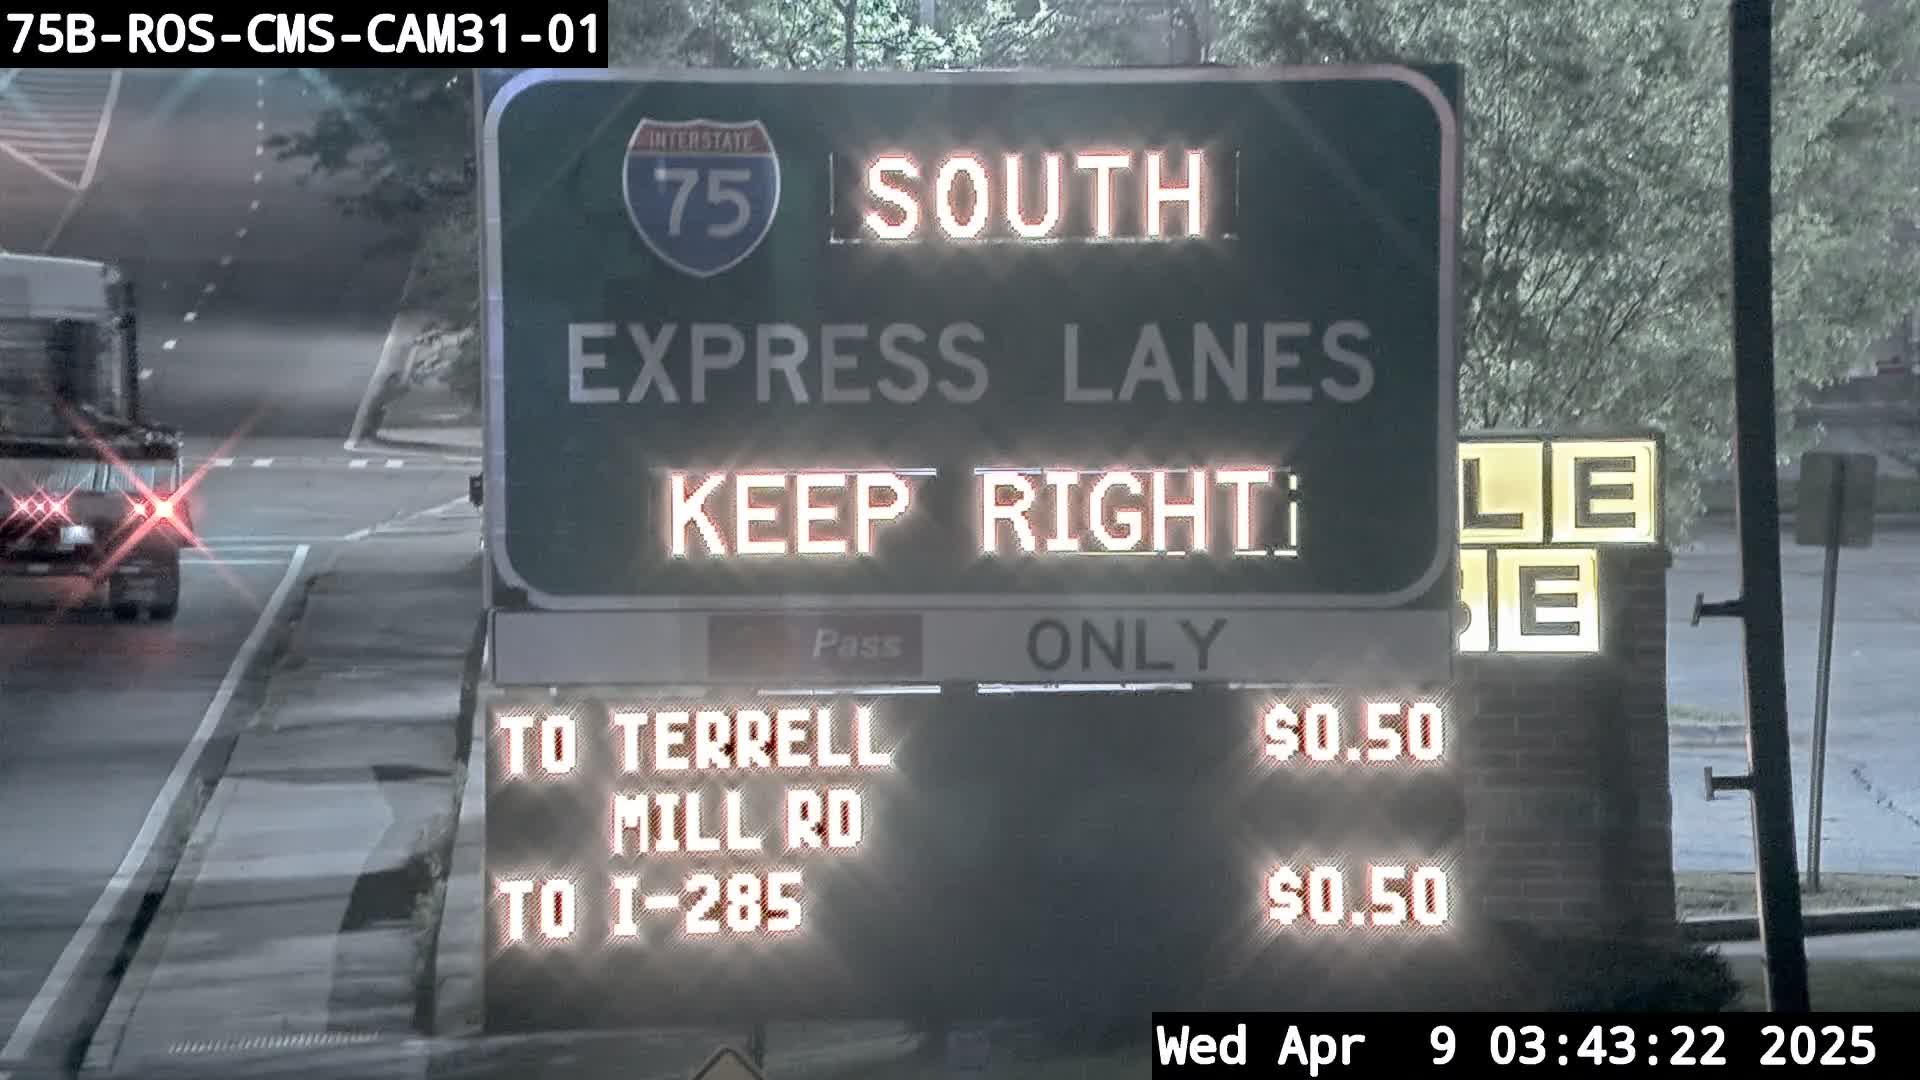 75B-ROS-CMS-CAM31-01
INTERSTATE
75
SOUTH
EXPRESS LANES
KEEP RIGHT
Pass ONLY
TO TERRELL $0.50
MILL RD
TO I-285 $0.50
LE
E
Wed Apr 9 03:43:22 2025